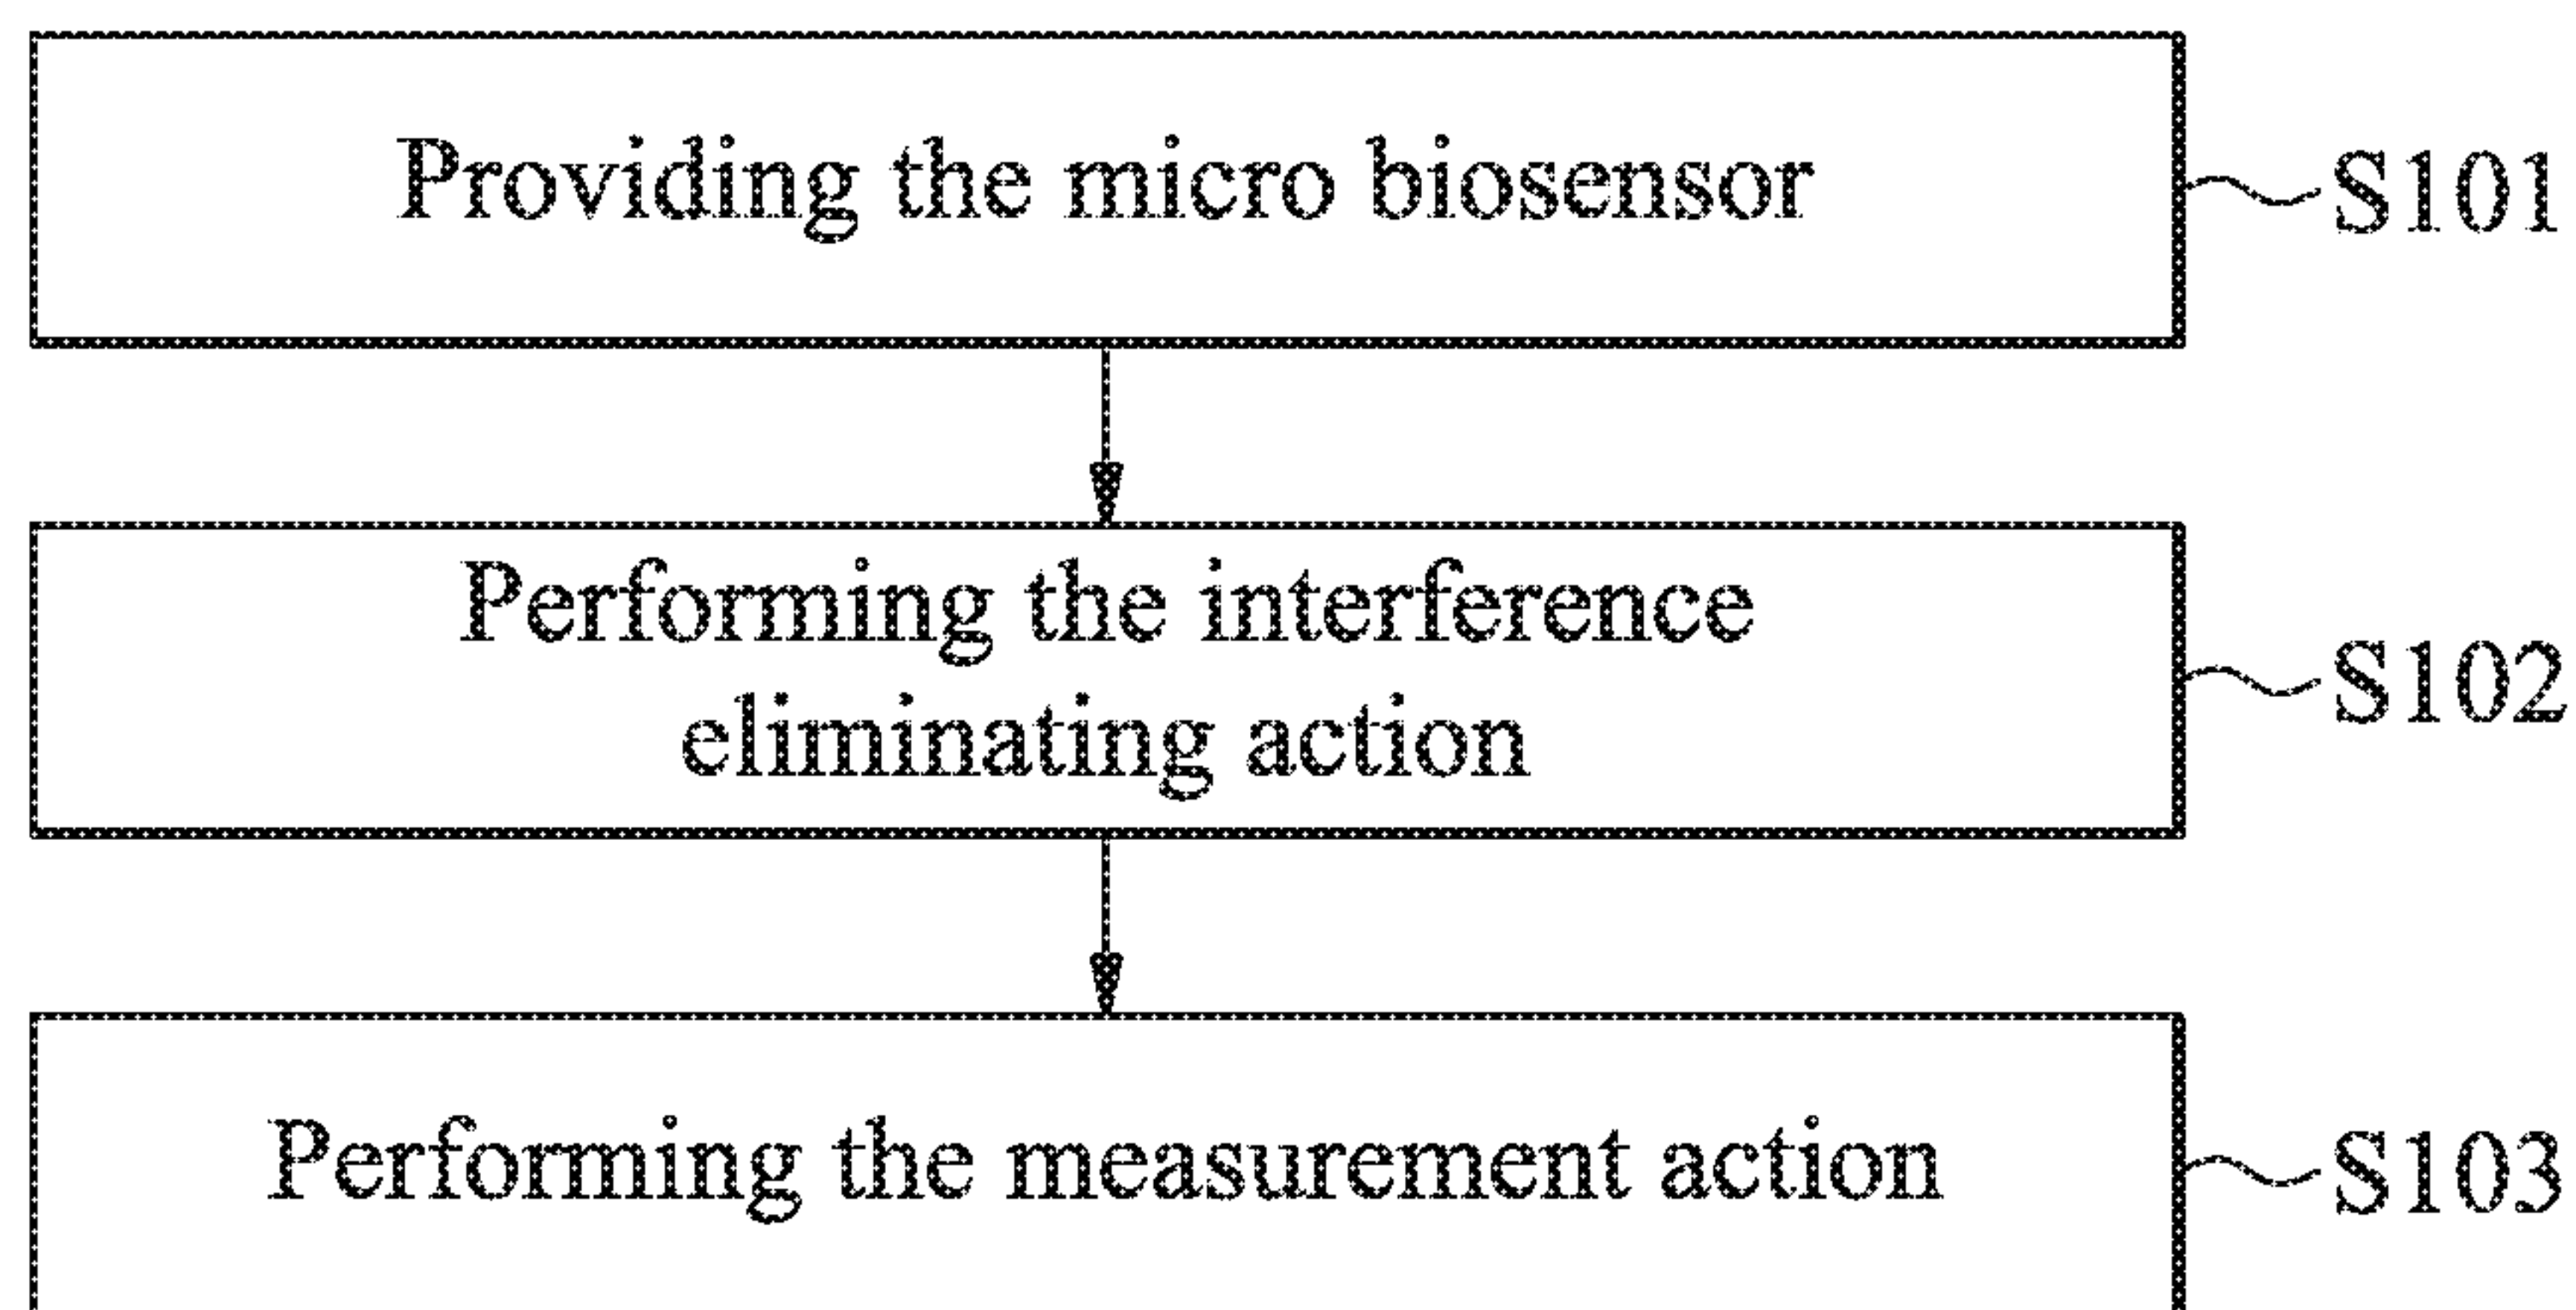 Providing the micro biosensor
S101
Performing the interference
eliminating action
S102
Performing the measurement action
S103